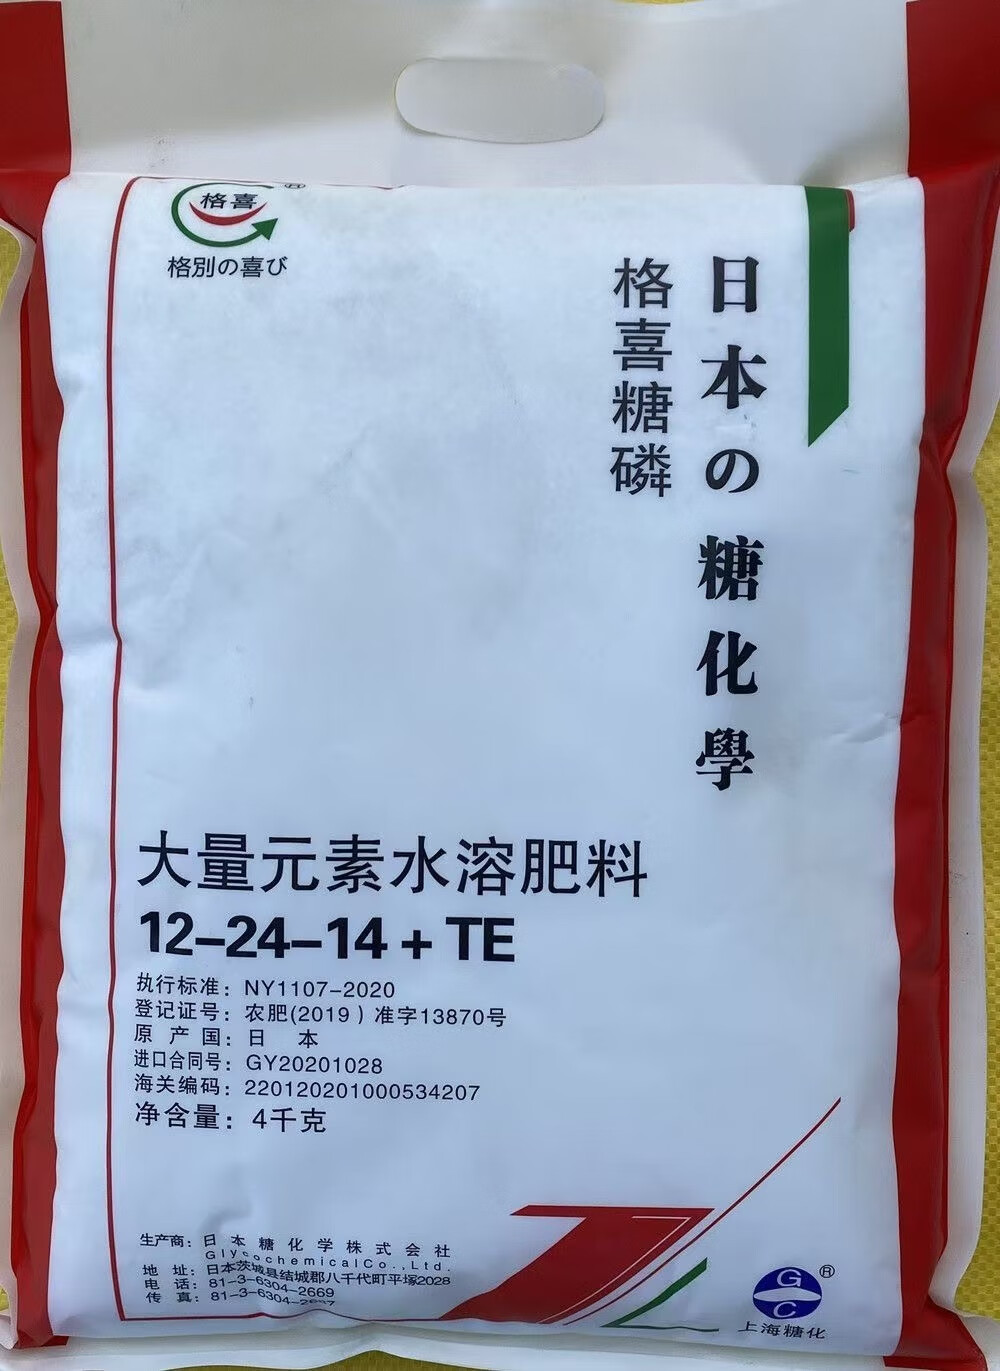 格喜®
格別の喜び
日本の糖化學
格喜糖磷
大量元素水溶肥料
12-24-14+TE
执行标准：NY1107-2020
登记证号：农肥(2019）准字13870号
原产国：日 本
进口合同号：GY20201028
海关编码：220120201000534207
净含量：4千克
生产商：日本糖化学株式会社
GlycochemicalCo.,Ltd.
地 址：日本茨城县结城郡八千代町平塚2028
电 话：81-3-6304-2669
传 真：81-3-6304-
GC®
上海糖化